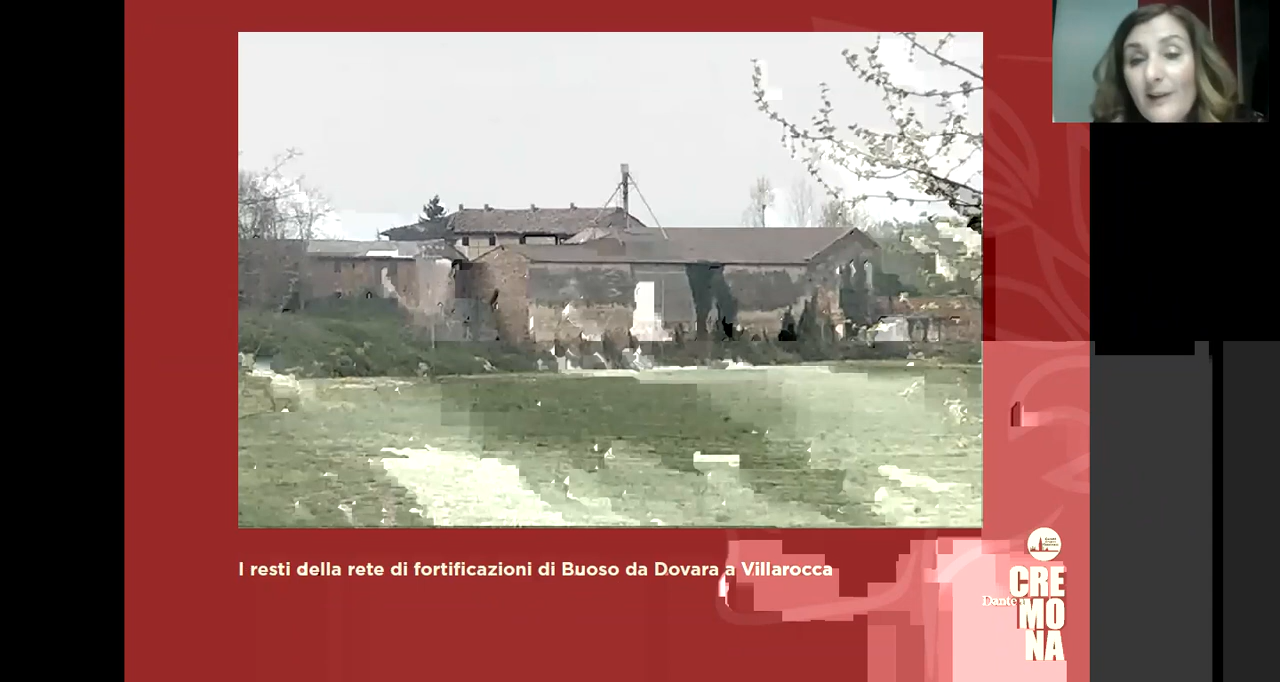 I resti della rete di fortificazioni di Buoso da Dovara a Villarocca
Dante
CRE
MO
NA